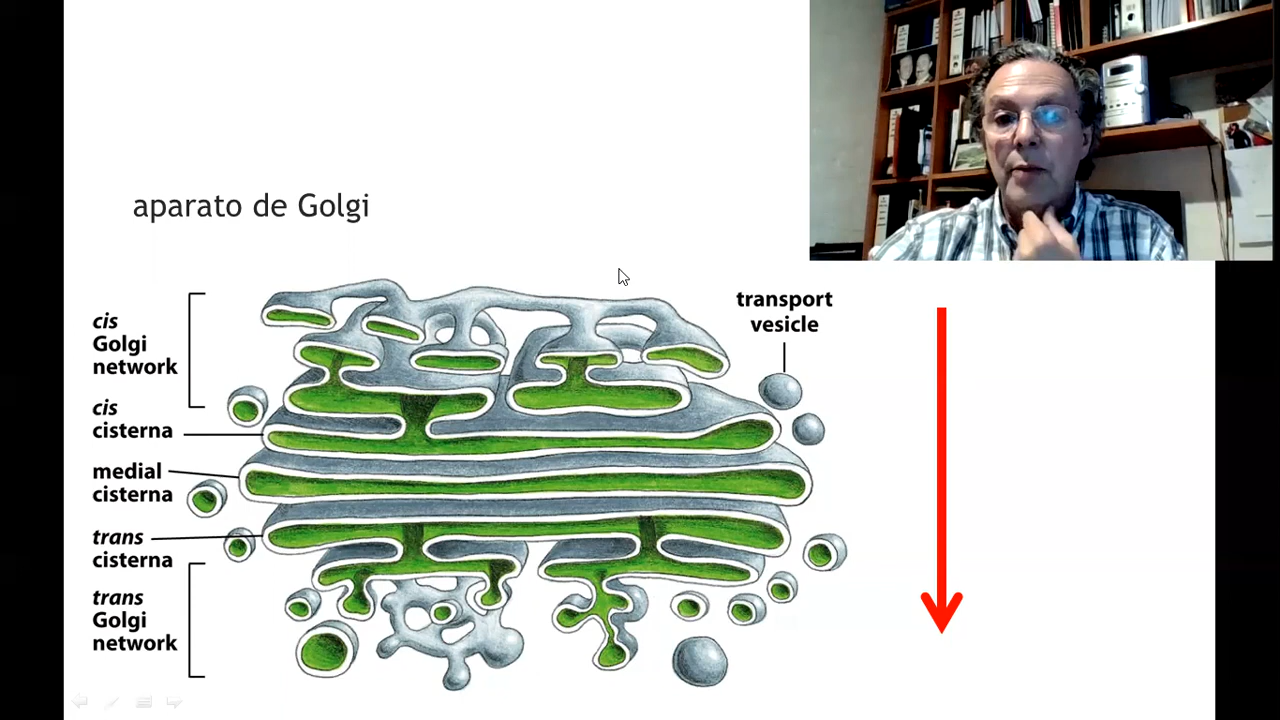 aparato de Golgi
cis
Golgi
network
cis
cisterna
medial
cisterna
trans
cisterna
trans
Golgi
network
transport
vesicle